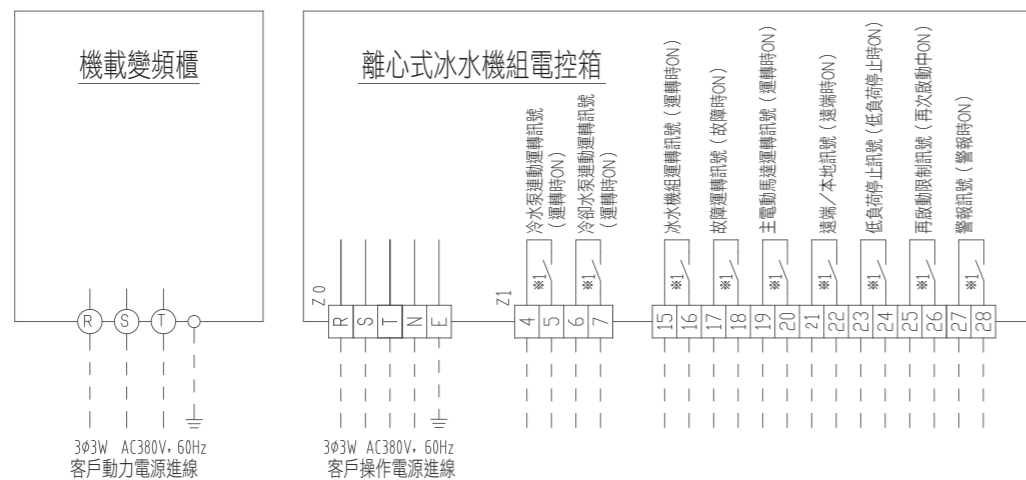 機載變頻櫃
R S T
3Ø3W AC380V, 60Hz
客戶動力電源進線
離心式冰水機組電控箱
冷水泵連動運轉訊號
(運轉時ON)
冷卻水泵連動運轉訊號
(運轉時ON)
冰水機組運轉訊號(運轉時ON)
故障運轉訊號(故障時ON)
主電動馬達運轉訊號(運轉時ON)
遠端/本地訊號(遠端時ON)
低負荷停止訊號(低負荷停止時ON)
再啟動限制訊號(再次啟動中ON)
警報訊號(警報時ON)
※1 ※1 ※1 ※1 ※1 ※1 ※1 ※1 ※1
Z0
R S T N E
Z1
4 5 6 7
15 16 17 18 19 20 21 22 23 24 25 26 27 28
3Ø3W AC380V, 60Hz
客戶操作電源進線